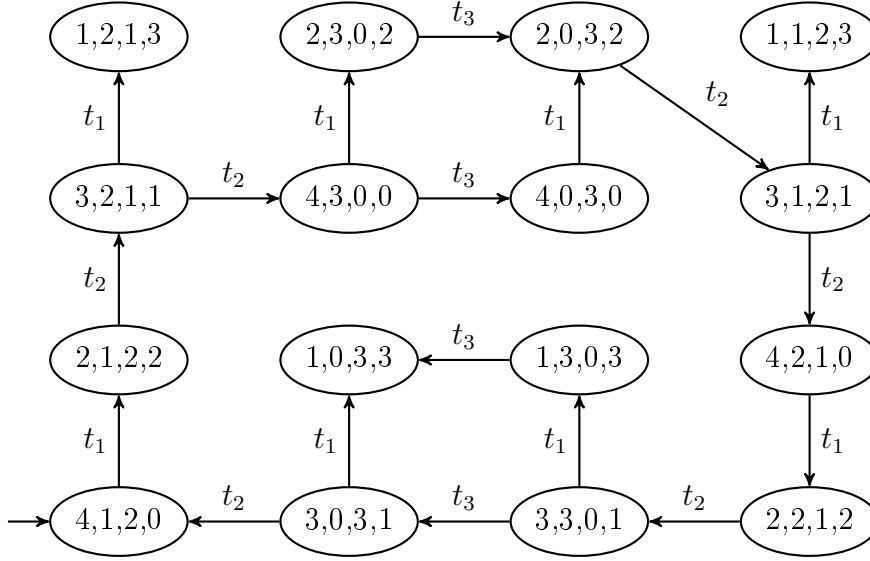 1,2,1,3
2,3,0,2
t3
2,0,3,2
1,1,2,3
t1
t1
t1
t2
t1
3,2,1,1
t2
4,3,0,0
t3
4,0,3,0
3,1,2,1
t2
t2
2,1,2,2
1,0,3,3
t3
1,3,0,3
4,2,1,0
t1
t1
t1
t1
4,1,2,0
t2
3,0,3,1
t3
3,3,0,1
t2
2,2,1,2